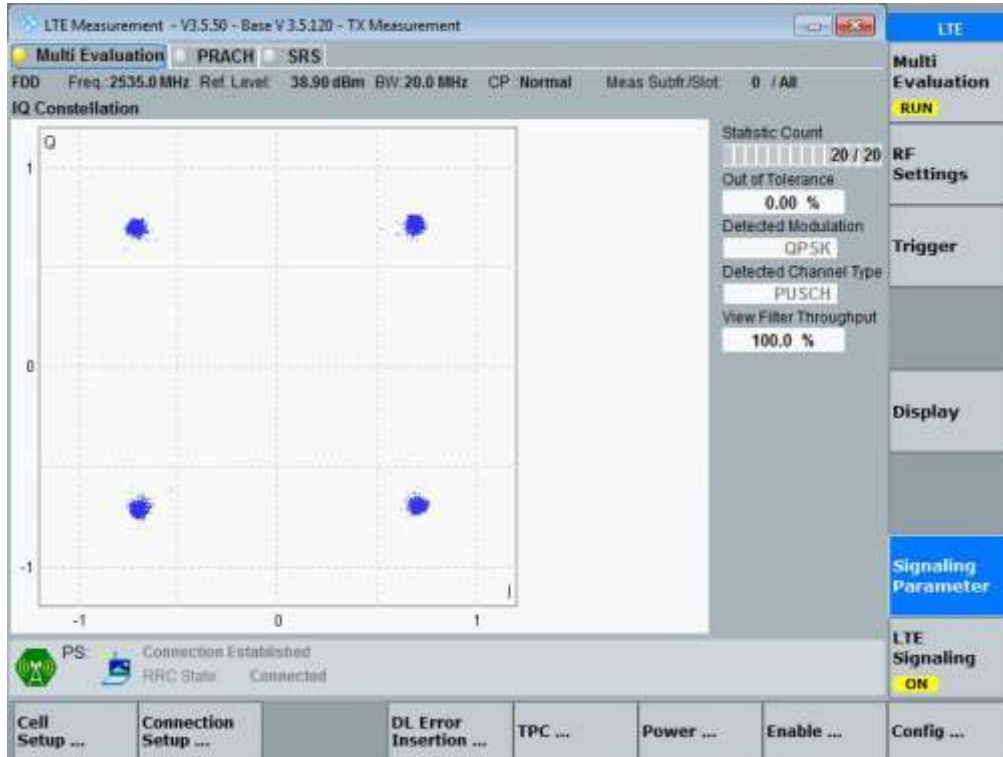 LTE Measurement - V3.5.50 - Base V 3.5.120 - TX Measurement
LTE
Multi Evaluation PRACH SRS
FDD Freq.: 2535.0 MHz Ref. Level: 38.90 dBm BW: 20.0 MHz CP: Normal Meas Subfr./Slot: 0 / All
IQ Constellation
Q
1
0
-1
-1 0 1
I
Statistic Count
20 / 20
Out of Tolerance
0.00 %
Detected Modulation
QPSK
Detected Channel Type
PUSCH
View Filter Throughput
100.0 %
Multi
Evaluation
RUN
RF
Settings
Trigger
Display
Signaling
Parameter
LTE
Signaling
ON
PS: Connection Established
RRC State Connected
Cell
Setup ...
Connection
Setup ...
DL Error
Insertion ...
TPC ...
Power ...
Enable ...
Config ...